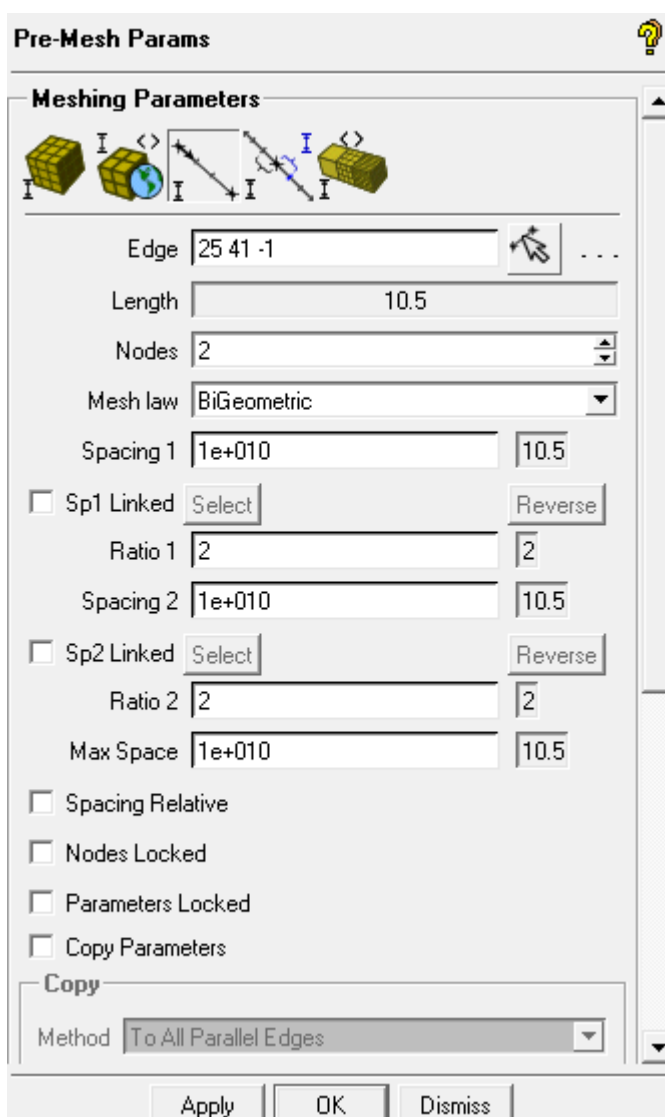 Pre-Mesh Params
Meshing Parameters
Edge 25 41 -1 . . .
Length 10.5
Nodes 2
Mesh law BiGeometric
Spacing 1 1e+010 10.5
Sp1 Linked Select Reverse
Ratio 1 2 2
Spacing 2 1e+010 10.5
Sp2 Linked Select Reverse
Ratio 2 2 2
Max Space 1e+010 10.5
Spacing Relative
Nodes Locked
Parameters Locked
Copy Parameters
Copy
Method To All Parallel Edges
Apply OK Dismiss